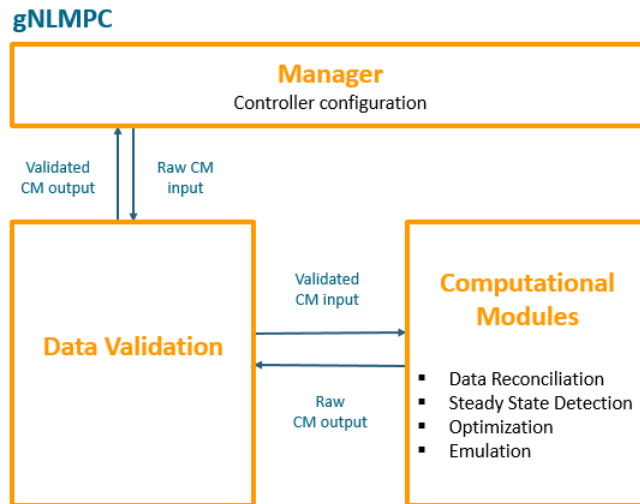 gNLMPC
Manager
Controller configuration
Validated
CM output
Raw CM
input
Data Validation
Validated
CM input
Raw
CM output
Computational
Modules
▪ Data Reconciliation
▪ Steady State Detection
▪ Optimization
▪ Emulation